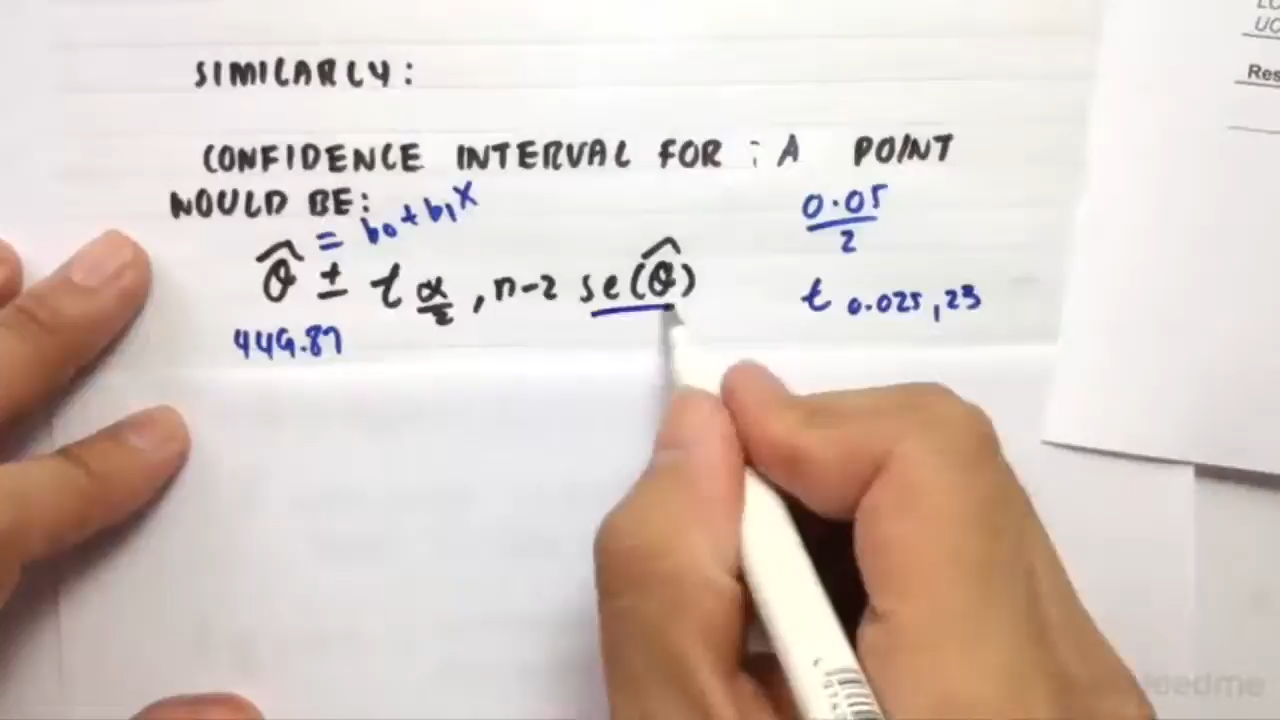 SIMILARLY:
CONFIDENCE INTERVAL FOR : A POINT
WOULD BE:
= b₀ + b₁x
θ̂ ± t α/2 , n-2 se(θ̂)
449.87
0.05
2
t 0.025, 23
Res